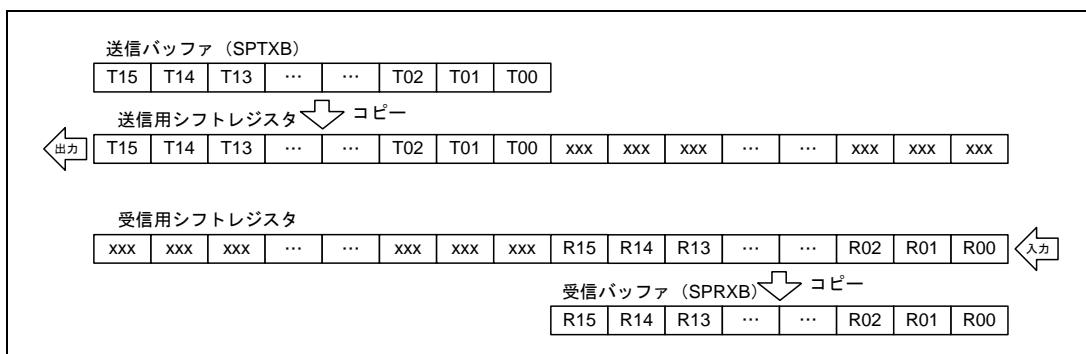 送信バッファ（SPTXB）
T15 T14 T13 … … T02 T01 T00
コピー
送信用シフトレジスタ
出力 T15 T14 T13 … … T02 T01 T00 xxx xxx xxx … … xxx xxx xxx
受信用シフトレジスタ
xxx xxx xxx … … xxx xxx xxx R15 R14 R13 … … R02 R01 R00 入力
コピー
受信バッファ（SPRXB）
R15 R14 R13 … … R02 R01 R00